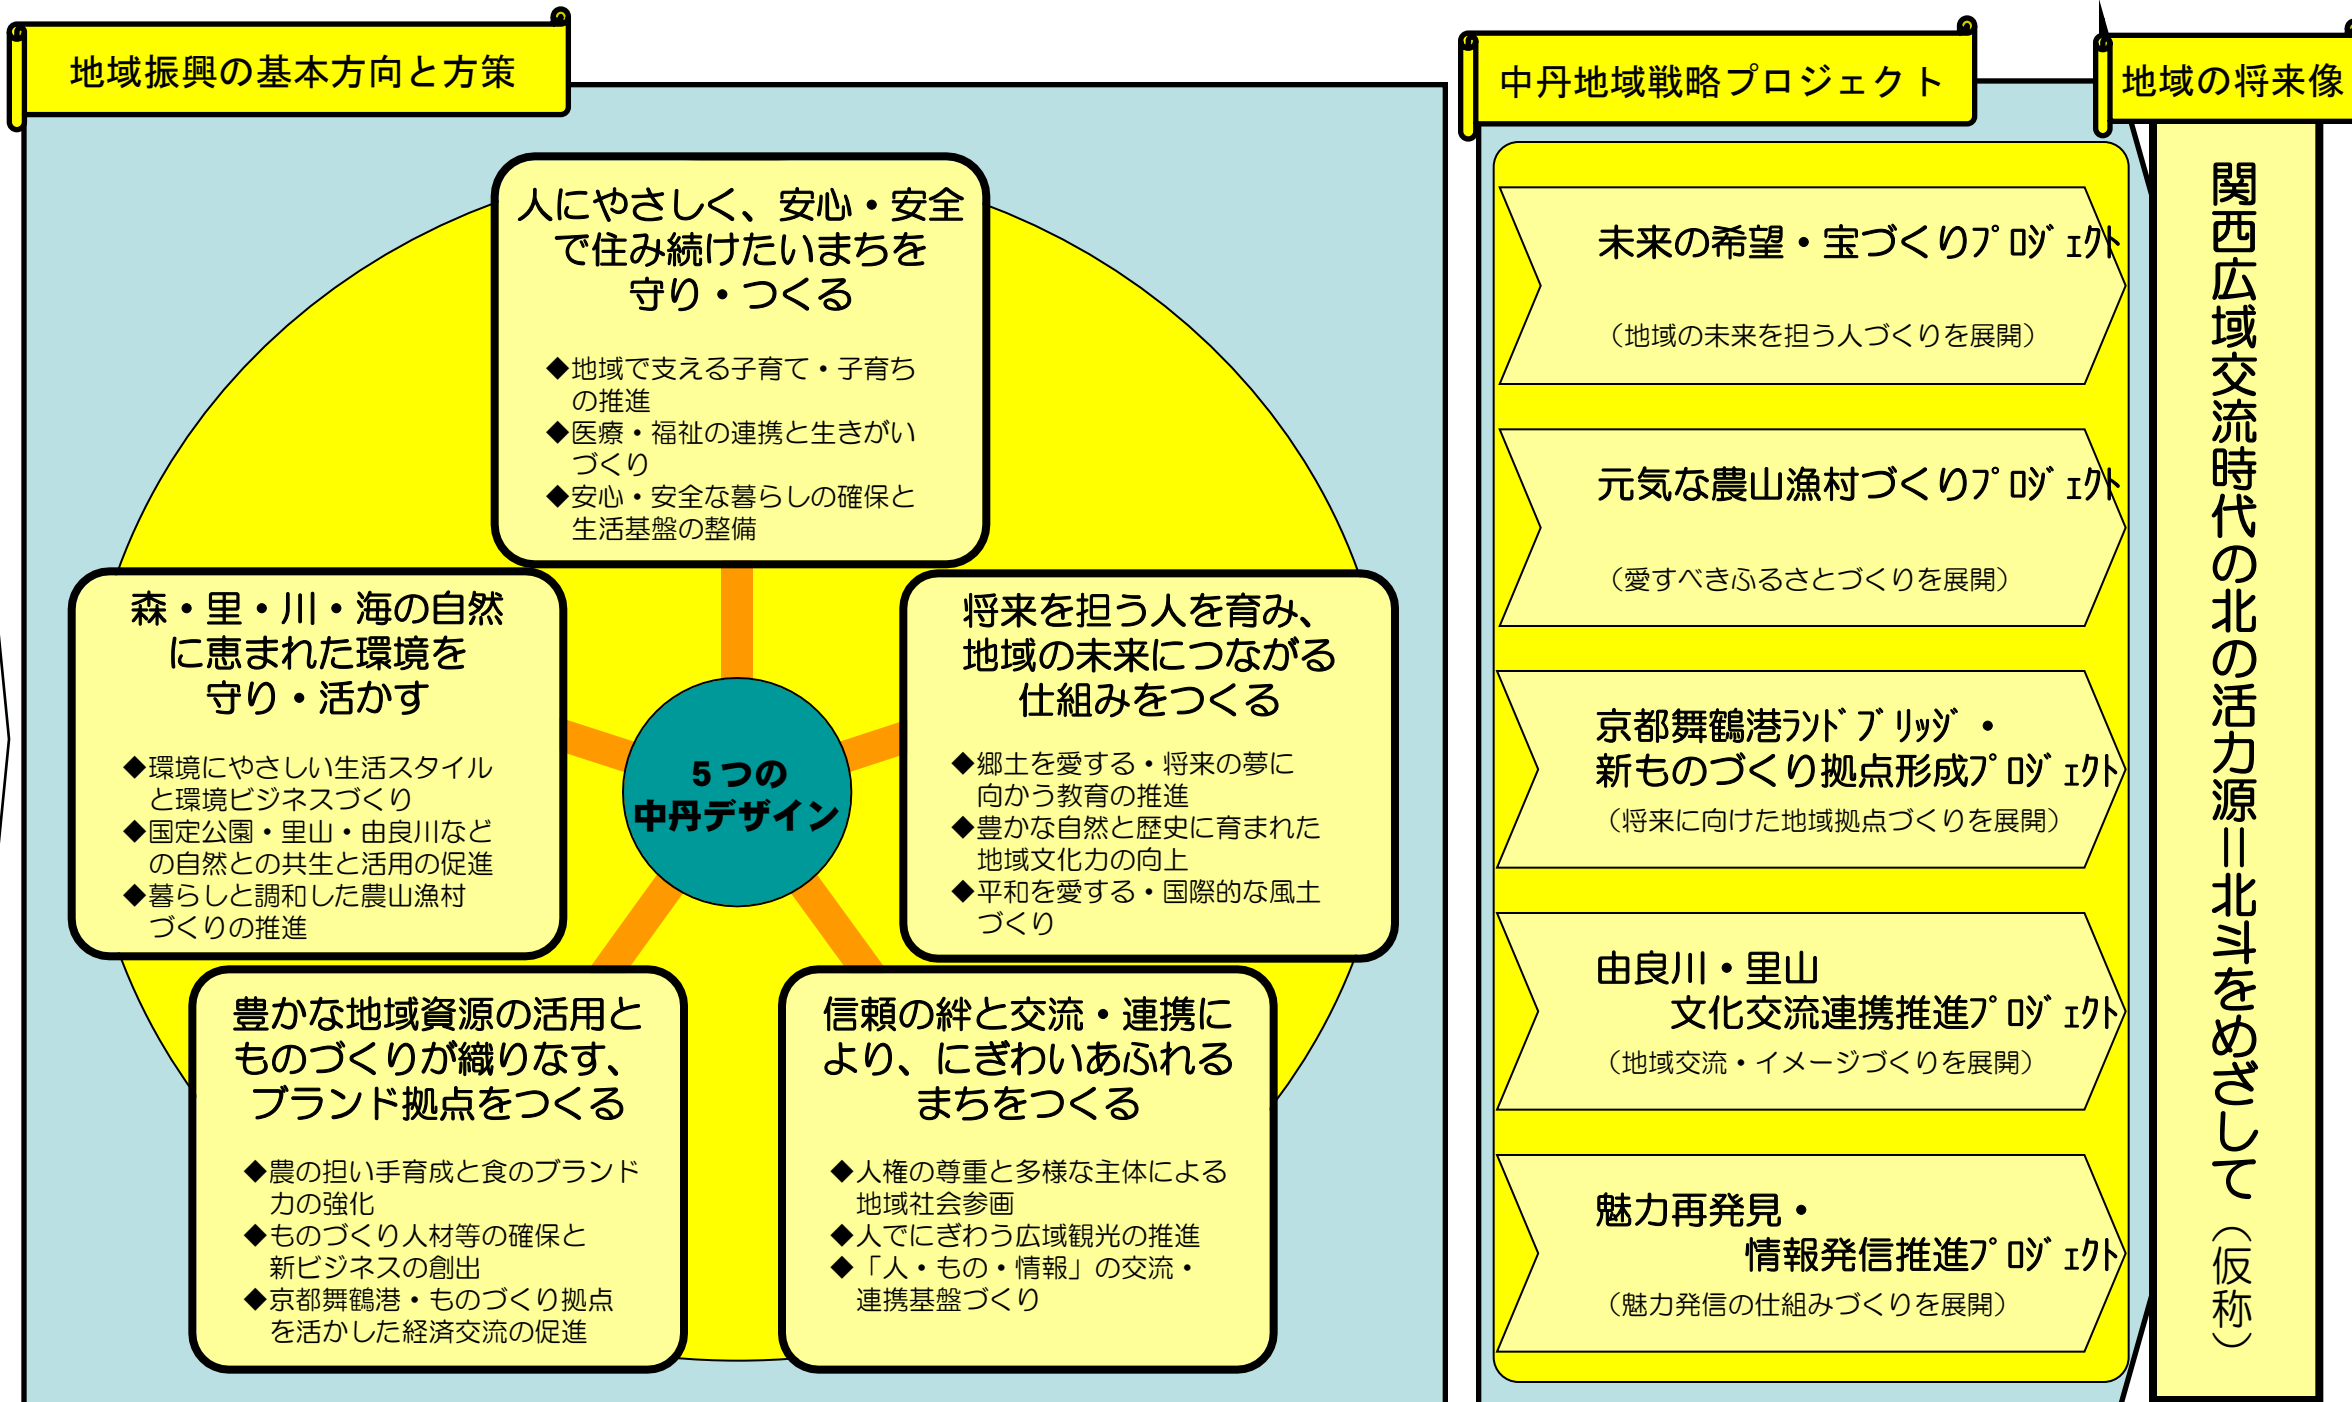 地域振興の基本方向と方策
人にやさしく、安心・安全
で住み続けたいまちを
守り・つくる
◆地域で支える子育て・子育ち
の推進
◆医療・福祉の連携と生きがい
づくり
◆安心・安全な暮らしの確保と
生活基盤の整備
森・里・川・海の自然
に恵まれた環境を
守り・活かす
◆環境にやさしい生活スタイル
と環境ビジネスづくり
◆国定公園・里山・由良川など
の自然との共生と活用の促進
◆暮らしと調和した農山漁村
づくりの推進
5つの
中丹デザイン
将来を担う人を育み、
地域の未来につながる
仕組みをつくる
◆郷土を愛する・将来の夢に
向かう教育の推進
◆豊かな自然と歴史に育まれた
地域文化力の向上
◆平和を愛する・国際的な風土
づくり
豊かな地域資源の活用と
ものづくりが織りなす、
ブランド拠点をつくる
◆農の担い手育成と食のブランド
力の強化
◆ものづくり人材等の確保と
新ビジネスの創出
◆京都舞鶴港・ものづくり拠点
を活かした経済交流の促進
信頼の絆と交流・連携に
より、にぎわいあふれる
まちをつくる
◆人権の尊重と多様な主体による
地域社会参画
◆人でにぎわう広域観光の推進
◆「人・もの・情報」の交流・
連携基盤づくり
中丹地域戦略プロジェクト
未来の希望・宝づくりﾌﾟﾛｼﾞｪｸﾄ
（地域の未来を担う人づくりを展開）
元気な農山漁村づくりﾌﾟﾛｼﾞｪｸﾄ
（愛すべきふるさとづくりを展開）
京都舞鶴港ﾗﾝﾄﾞﾌﾞﾘｯｼﾞ・
新ものづくり拠点形成ﾌﾟﾛｼﾞｪｸﾄ
（将来に向けた地域拠点づくりを展開）
由良川・里山
文化交流連携推進ﾌﾟﾛｼﾞｪｸﾄ
（地域交流・イメージづくりを展開）
魅力再発見・
情報発信推進ﾌﾟﾛｼﾞｪｸﾄ
（魅力発信の仕組みづくりを展開）
地域の将来像
関西広域交流時代の北の活力源＝北斗をめざして（仮称）